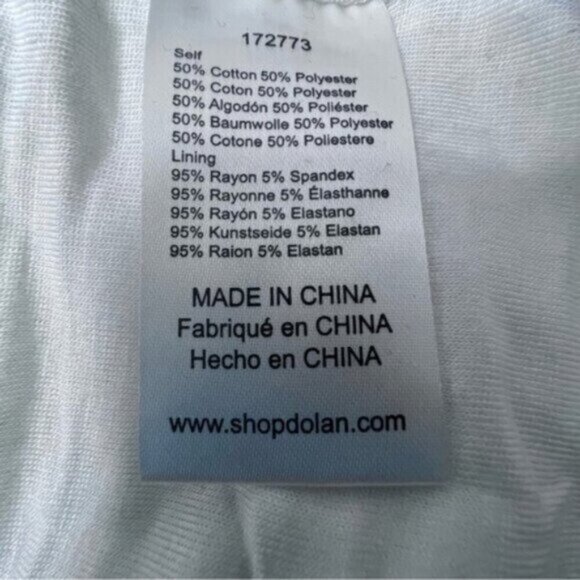 172773
Self
50% Cotton 50% Polyester
50% Coton 50% Polyester
50% Algodón 50% Poliéster
50% Baumwolle 50% Polyester
50% Cotone 50% Poliestere
Lining
95% Rayon 5% Spandex
95% Rayonne 5% Élasthanne
95% Rayón 5% Elastano
95% Kunstseide 5% Elastan
95% Raion 5% Elastan
MADE IN CHINA
Fabriqué en CHINA
Hecho en CHINA
www.shopdolan.com